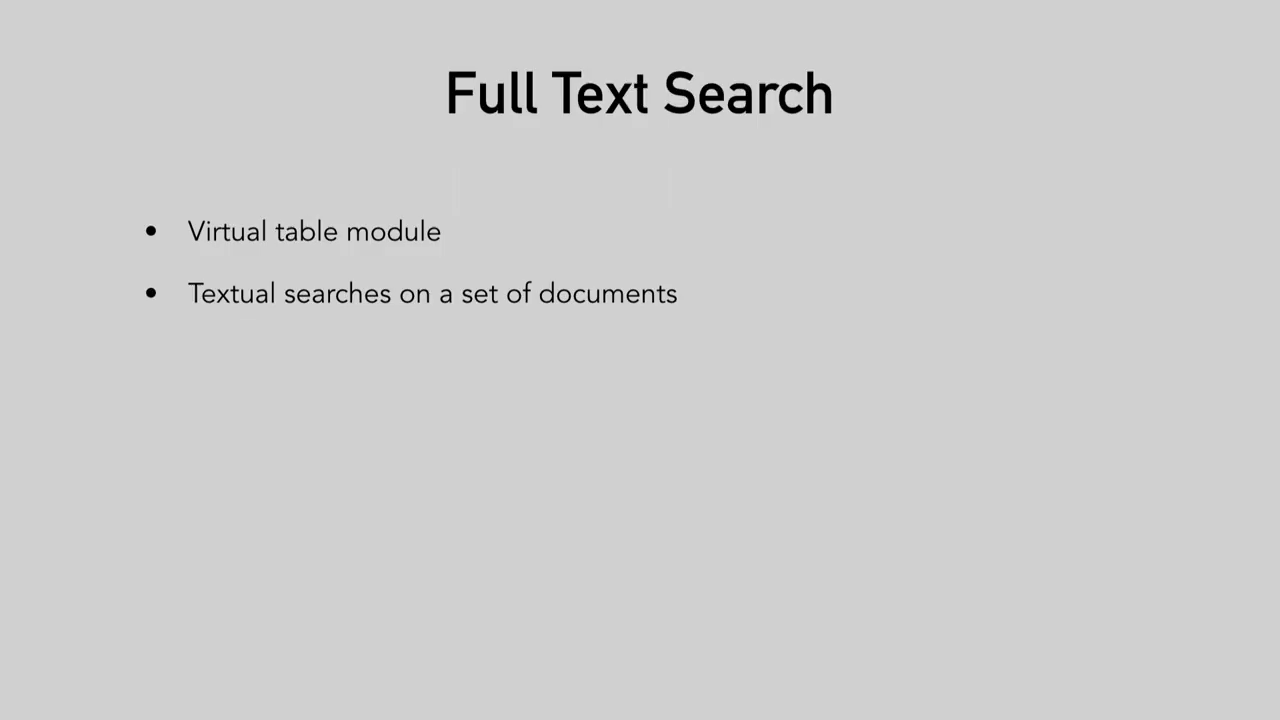 Full Text Search
• Virtual table module
• Textual searches on a set of documents